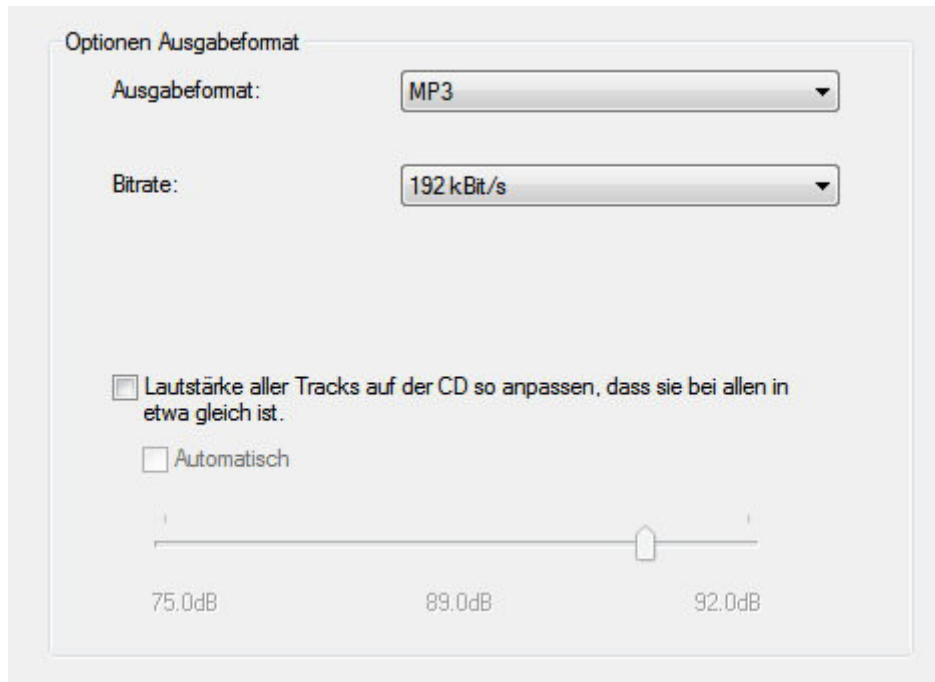 Optionen Ausgabeformat
Ausgabeformat:
MP3
Bitrate:
192 kBit/s
Lautstärke aller Tracks auf der CD so anpassen, dass sie bei allen in
etwa gleich ist.
Automatisch
75.0dB
89.0dB
92.0dB